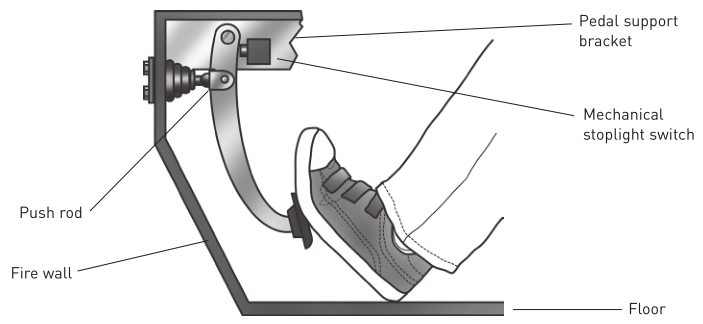 Pedal support
bracket
Mechanical
stoplight switch
Push rod
Fire wall
Floor